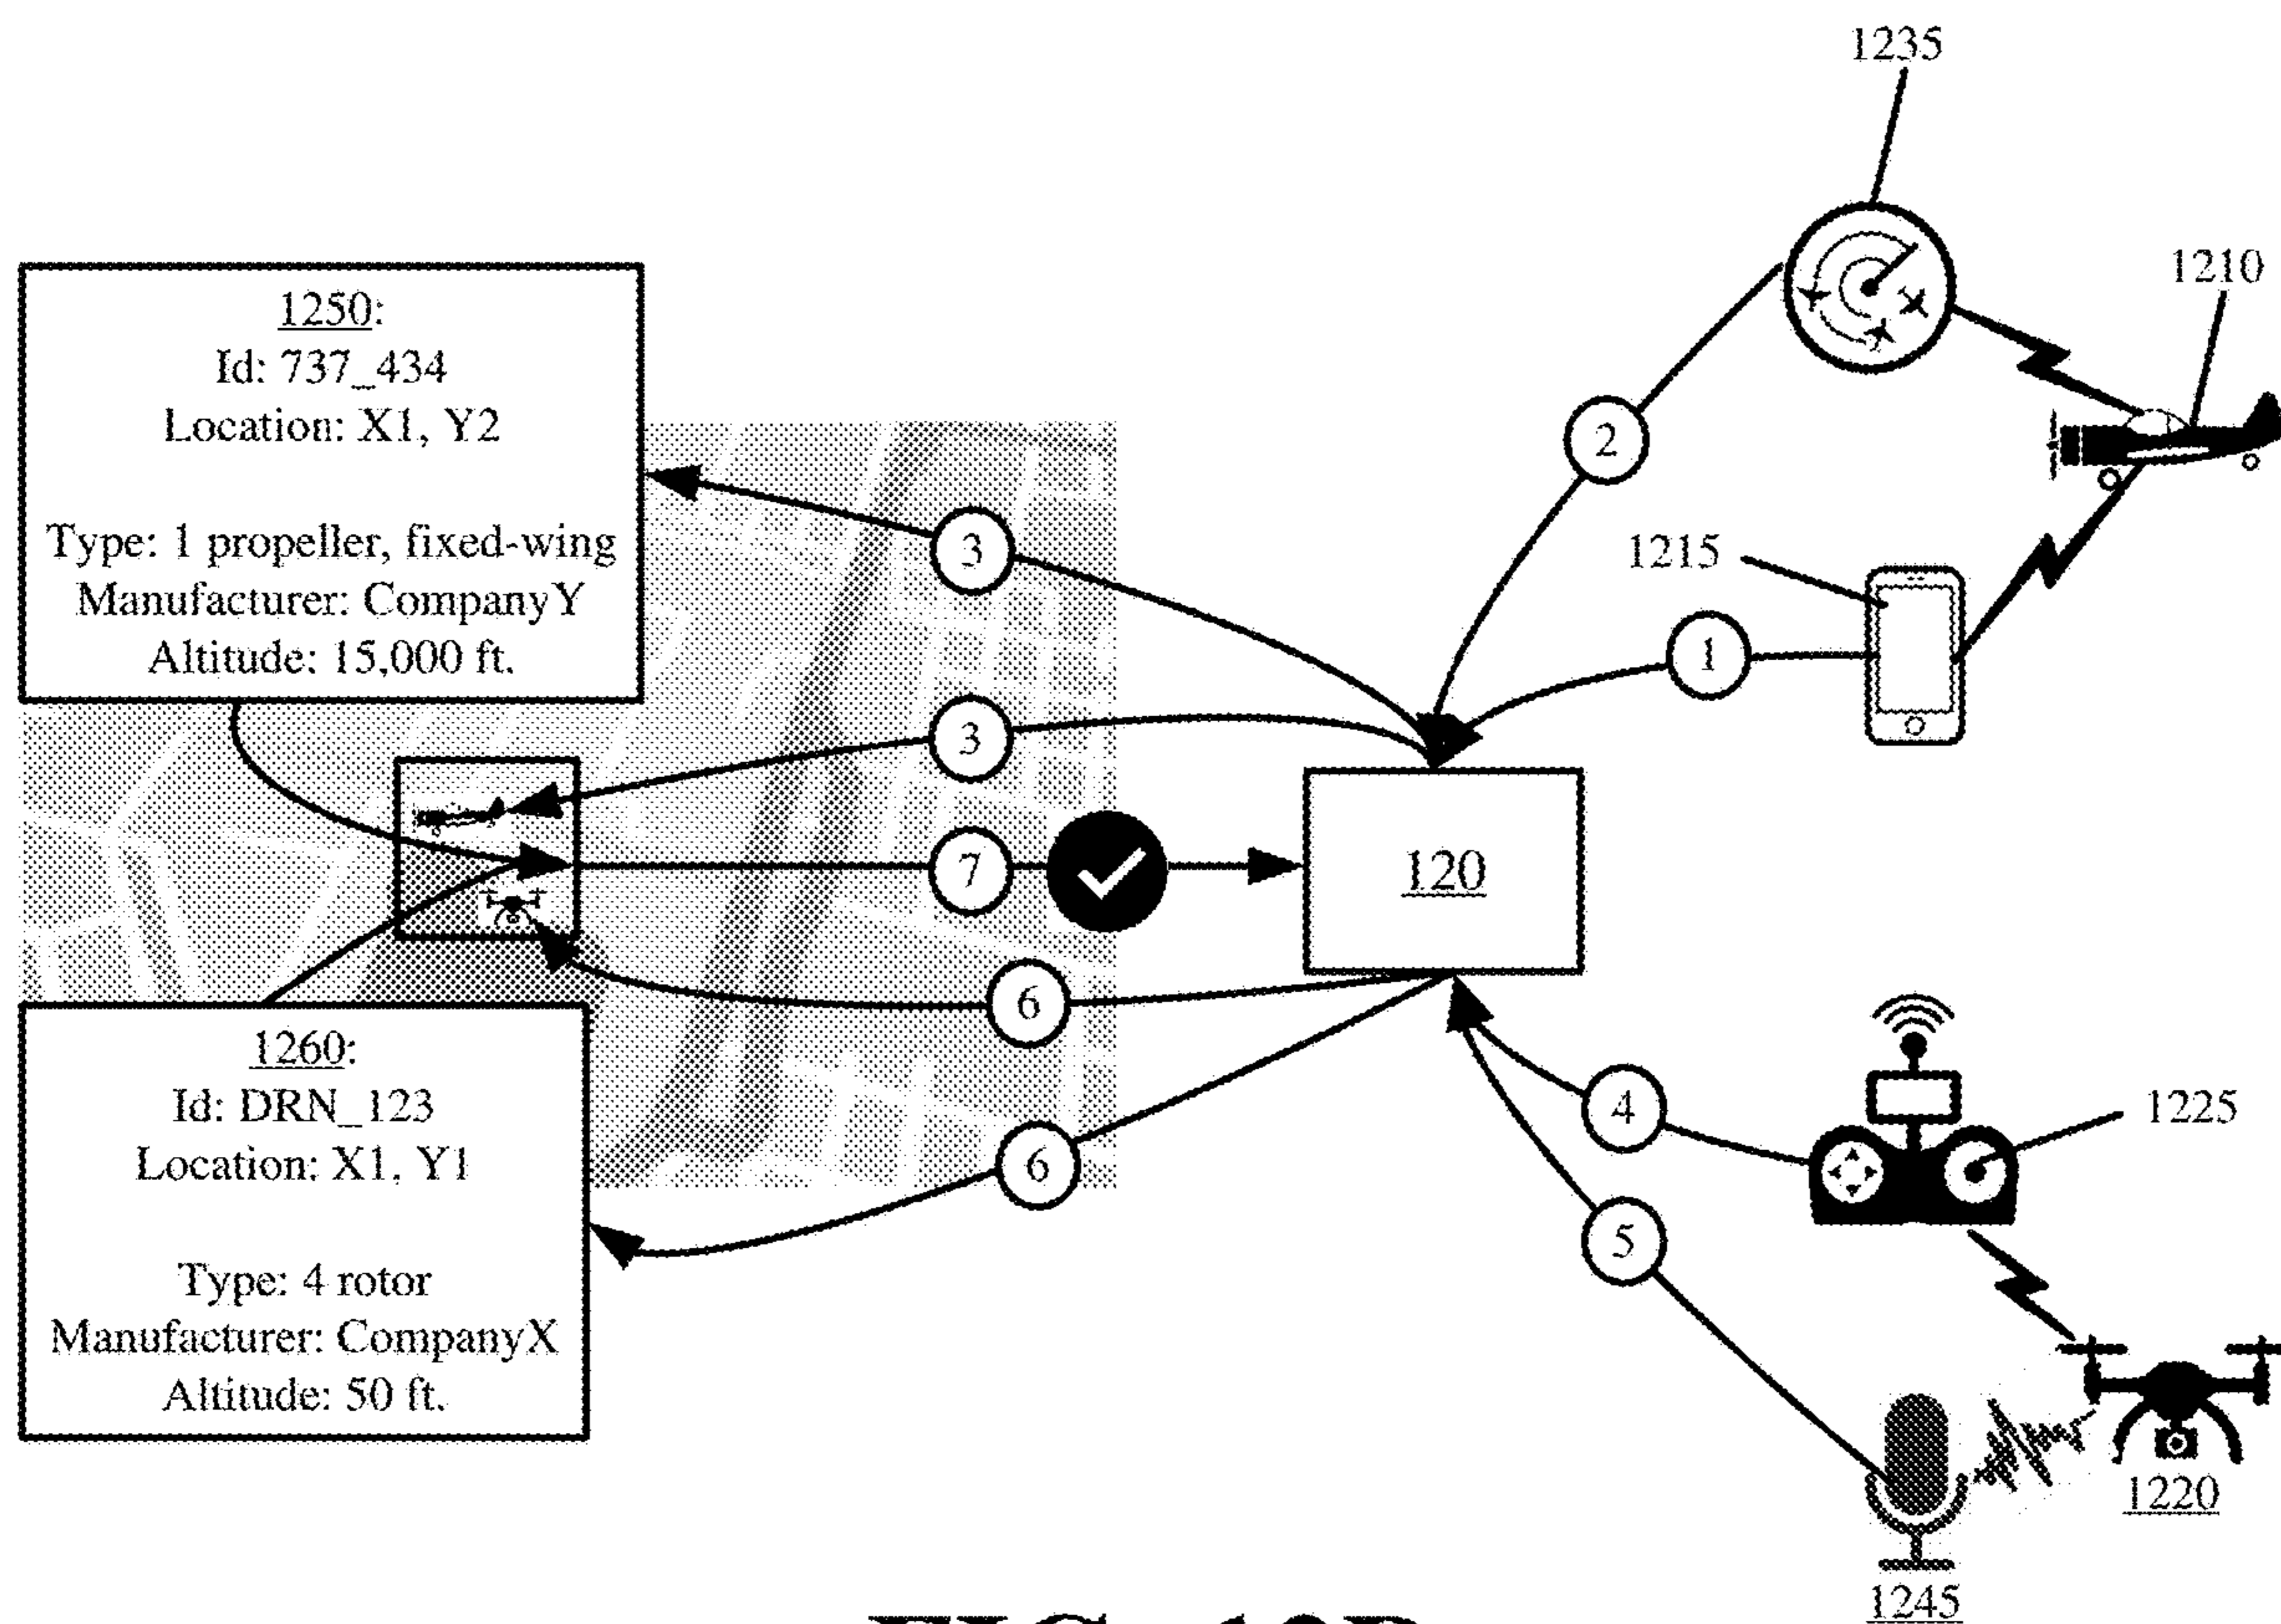 1235
1210
1250:
Id: 737_434
Location: X1, Y2
Type: 1 propeller, fixed-wing
Manufacturer: CompanyY
Altitude: 15,000 ft.
2
3
1215
1
3
7
120
6
1260:
Id: DRN_123
Location: X1, Y1
Type: 4 rotor
Manufacturer: CompanyX
Altitude: 50 ft.
4
1225
6
5
1220
1245